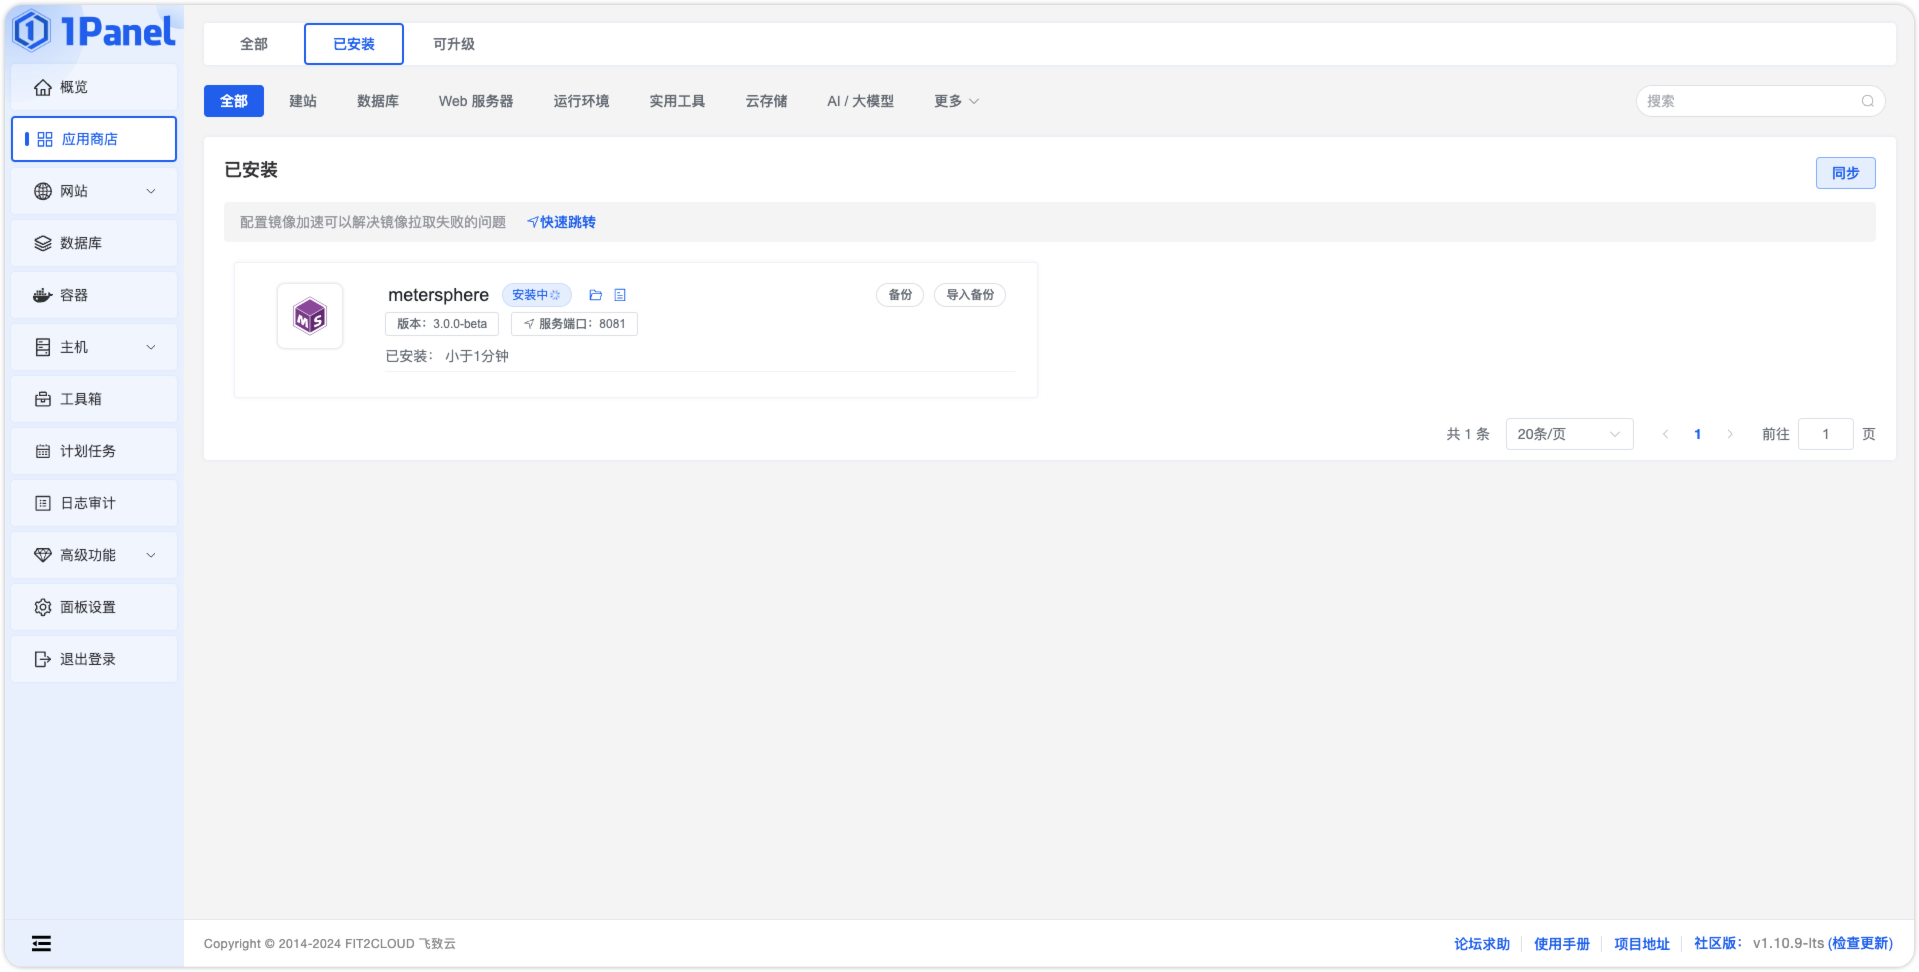 1Panel
概览
应用商店
网站
数据库
容器
主机
工具箱
计划任务
日志审计
高级功能
面板设置
退出登录
全部 已安装 可升级
全部 建站 数据库 Web 服务器 运行环境 实用工具 云存储 AI / 大模型 更多 搜索
已安装 同步
配置镜像加速可以解决镜像拉取失败的问题 快速跳转
MS
metersphere 安装中 备份 导入备份
版本：3.0.0-beta 服务端口：8081
已安装： 小于1分钟
共 1 条 20条/页 1 前往 1 页
Copyright © 2014-2024 FIT2CLOUD 飞致云 论坛求助 使用手册 项目地址 社区版： v1.10.9-lts (检查更新)